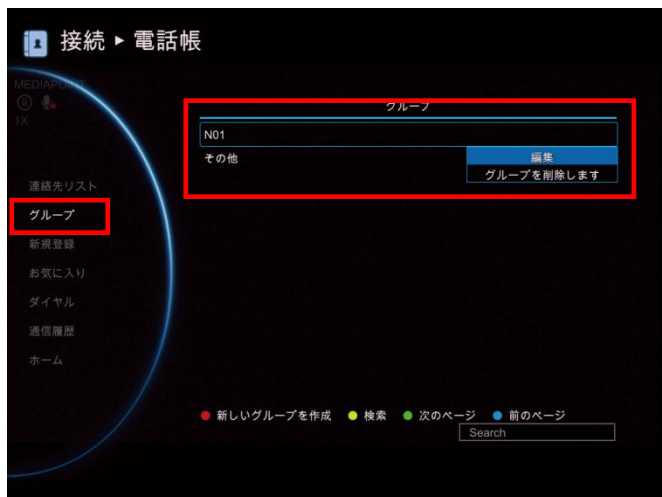 接続 ▸ 電話帳
MEDIAPOINT
1X
グループ
N01
その他
編集
グループを削除します
連絡先リスト
グループ
新規登録
お気に入り
ダイヤル
通信履歴
ホーム
新しいグループを作成 検索 次のページ 前のページ
Search